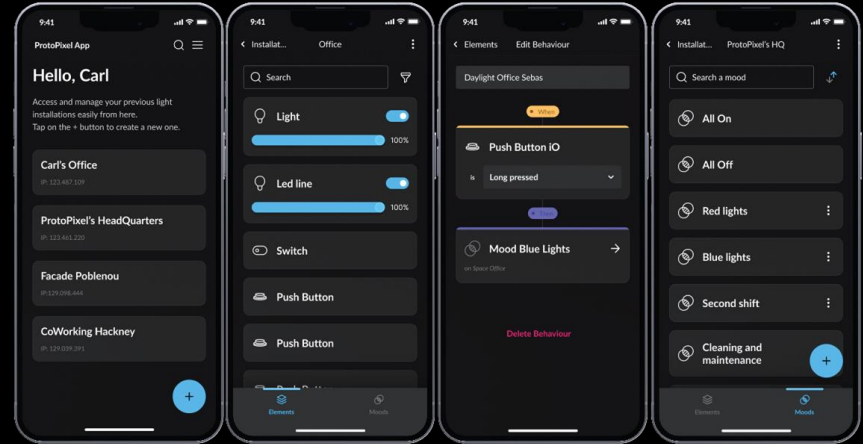 9:41
ProtoPixel App
Hello, Carl
Access and manage your previous light
installations easily from here.
Tap on the + button to create a new one.
Carl's Office
IP: 123.487.109
ProtoPixel's HeadQuarters
IP: 123.461.220
Facade Poblenou
IP:129.098.444
CoWorking Hackney
IP: 129.039.391
+
9:41
Installat... Office
Search
Light
100%
Led line
100%
Switch
Push Button
Push Button
Push Button
Elements Moods
9:41
Elements Edit Behaviour
Daylight Office Sebas
When
Push Button iO
is Long pressed
Then
Mood Blue Lights
on Space Office
Delete Behaviour
9:41
Installat... ProtoPixel's HQ
Search a mood
All On
All Off
Red lights
Blue lights
Second shift
Cleaning and
maintenance
+
Elements Moods